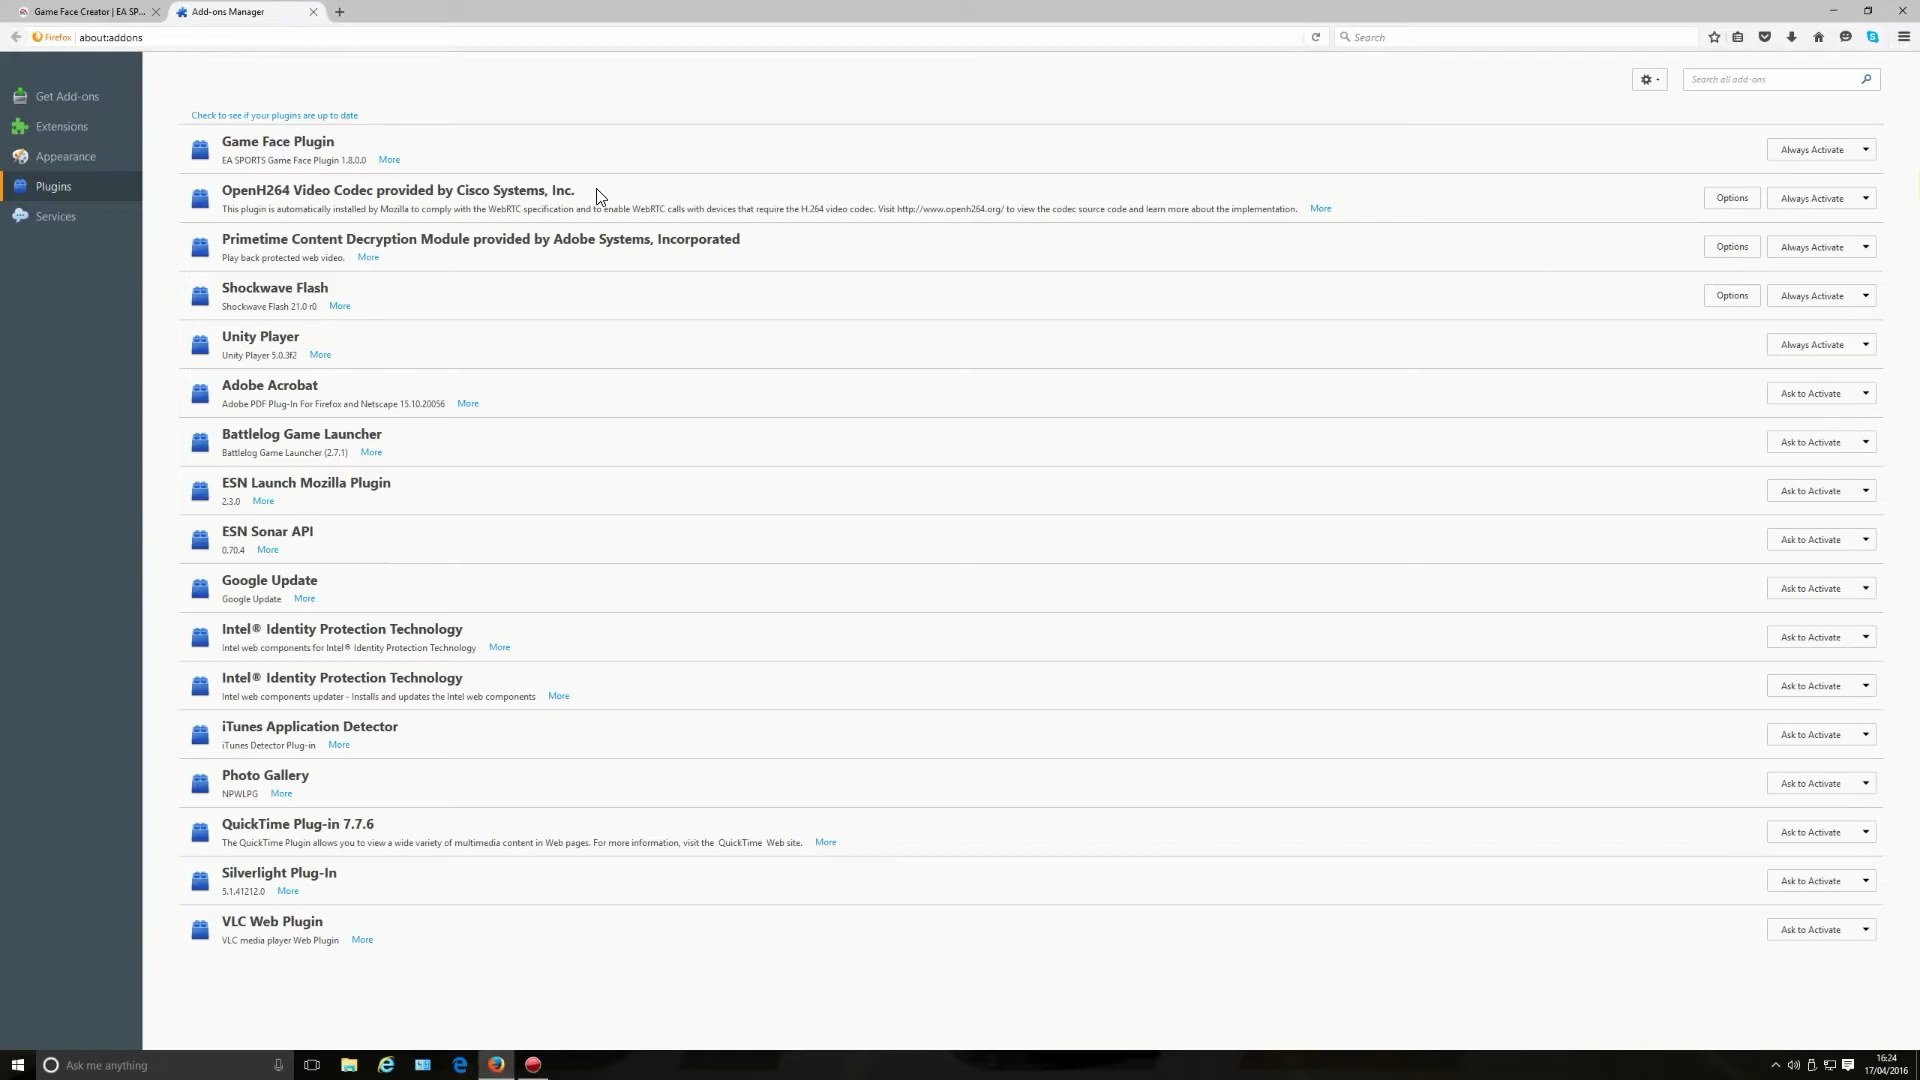 Game Face Creator | EA SP...
Add-ons Manager
Firefox
about:addons
Search
Get Add-ons
Extensions
Appearance
Plugins
Services
Search all add-ons
Check to see if your plugins are up to date
Game Face Plugin
EA SPORTS Game Face Plugin 1.8.0.0 More
Always Activate
OpenH264 Video Codec provided by Cisco Systems, Inc.
This plugin is automatically installed by Mozilla to comply with the WebRTC specification and to enable WebRTC calls with devices that require the H.264 video codec. Visit http://www.openh264.org/ to view the codec source code and learn more about the implementation. More
Options Always Activate
Primetime Content Decryption Module provided by Adobe Systems, Incorporated
Play back protected web video. More
Options Always Activate
Shockwave Flash
Shockwave Flash 21.0 r0 More
Options Always Activate
Unity Player
Unity Player 5.0.3f2 More
Always Activate
Adobe Acrobat
Adobe PDF Plug-In For Firefox and Netscape 15.10.20056 More
Ask to Activate
Battlelog Game Launcher
Battlelog Game Launcher (2.7.1) More
Ask to Activate
ESN Launch Mozilla Plugin
2.3.0 More
Ask to Activate
ESN Sonar API
0.70.4 More
Ask to Activate
Google Update
Google Update More
Ask to Activate
Intel® Identity Protection Technology
Intel web components for Intel® Identity Protection Technology More
Ask to Activate
Intel® Identity Protection Technology
Intel web components updater - Installs and updates the Intel web components More
Ask to Activate
iTunes Application Detector
iTunes Detector Plug-in More
Ask to Activate
Photo Gallery
NPWLPG More
Ask to Activate
QuickTime Plug-in 7.7.6
The QuickTime Plugin allows you to view a wide variety of multimedia content in Web pages. For more information, visit the QuickTime Web site. More
Ask to Activate
Silverlight Plug-In
5.1.41212.0 More
Ask to Activate
VLC Web Plugin
VLC media player Web Plugin More
Ask to Activate
Ask me anything
16:24
17/04/2016